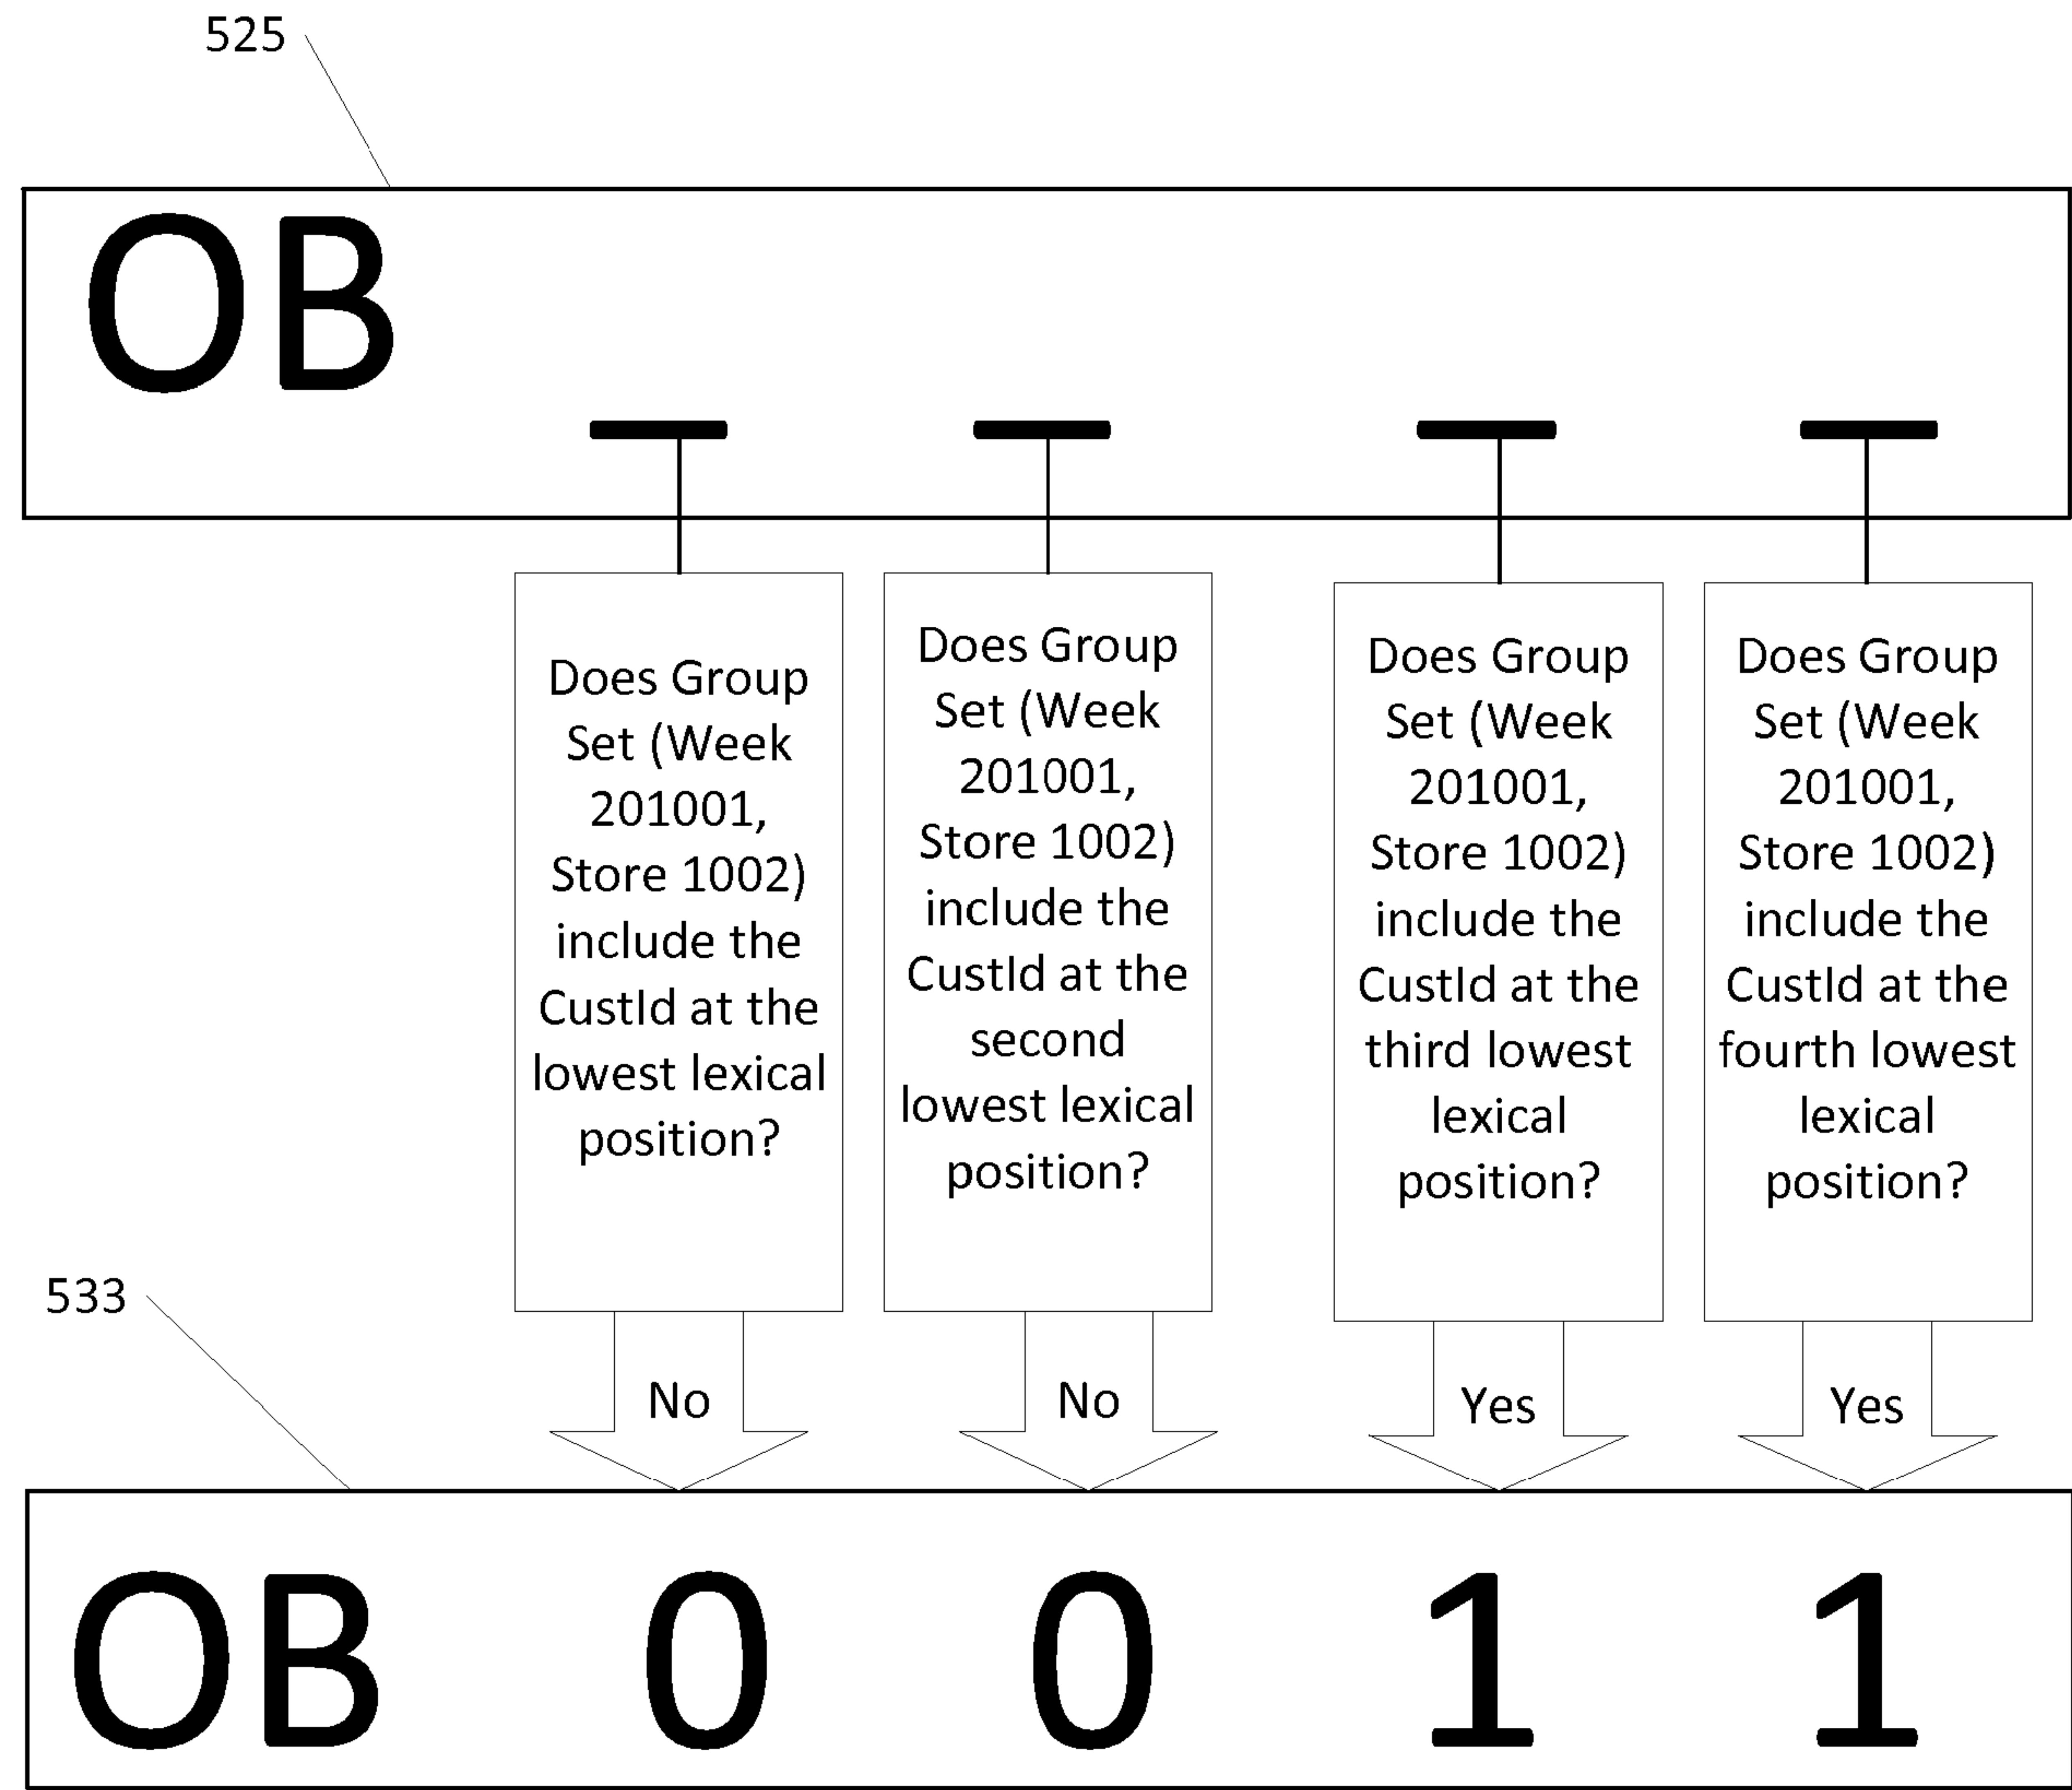 525
OB
Does Group
Set (Week
201001,
Store 1002)
include the
CustId at the
lowest lexical
position?
Does Group
Set (Week
201001,
Store 1002)
include the
CustId at the
second
lowest lexical
position?
Does Group
Set (Week
201001,
Store 1002)
include the
CustId at the
third lowest
lexical
position?
Does Group
Set (Week
201001,
Store 1002)
include the
CustId at the
fourth lowest
lexical
position?
533
No
No
Yes
Yes
OB 0 0 1 1